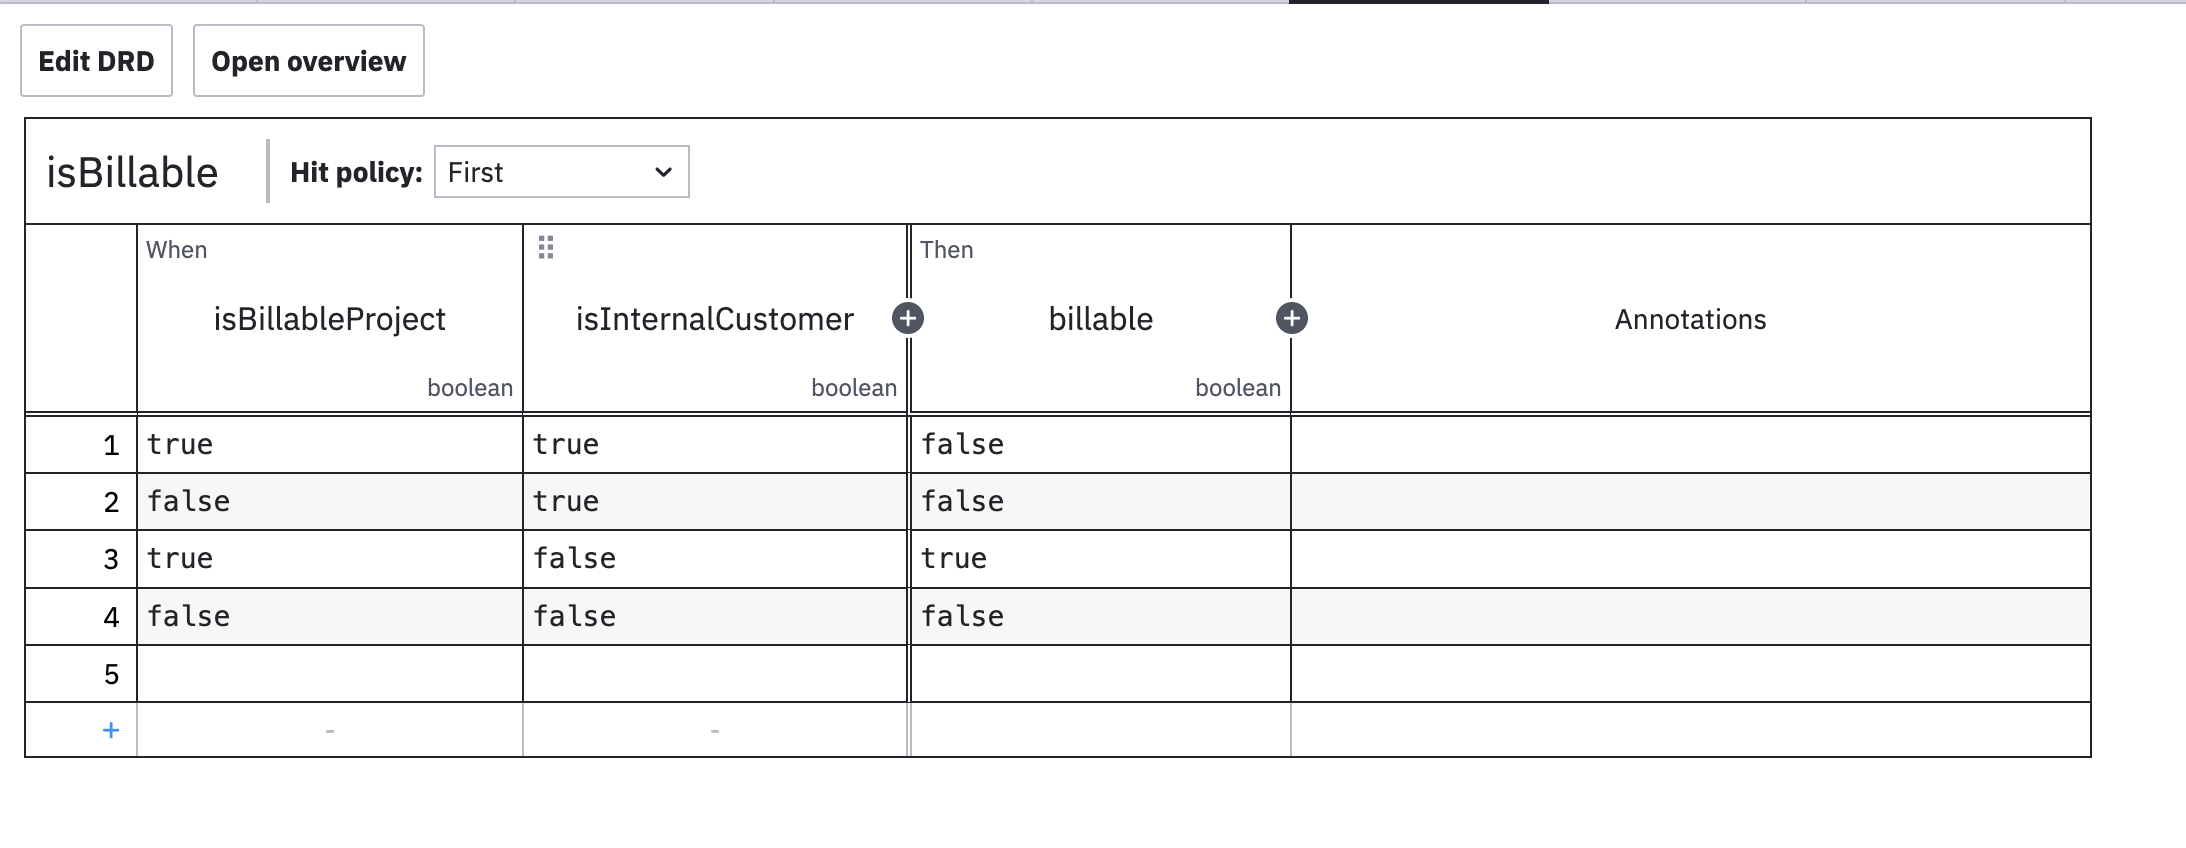 Edit DRD Open overview
isBillable Hit policy: First
When Then
isBillableProject isInternalCustomer + billable + Annotations
boolean boolean boolean
1 true true false
2 false true false
3 true false true
4 false false false
5
+ - -